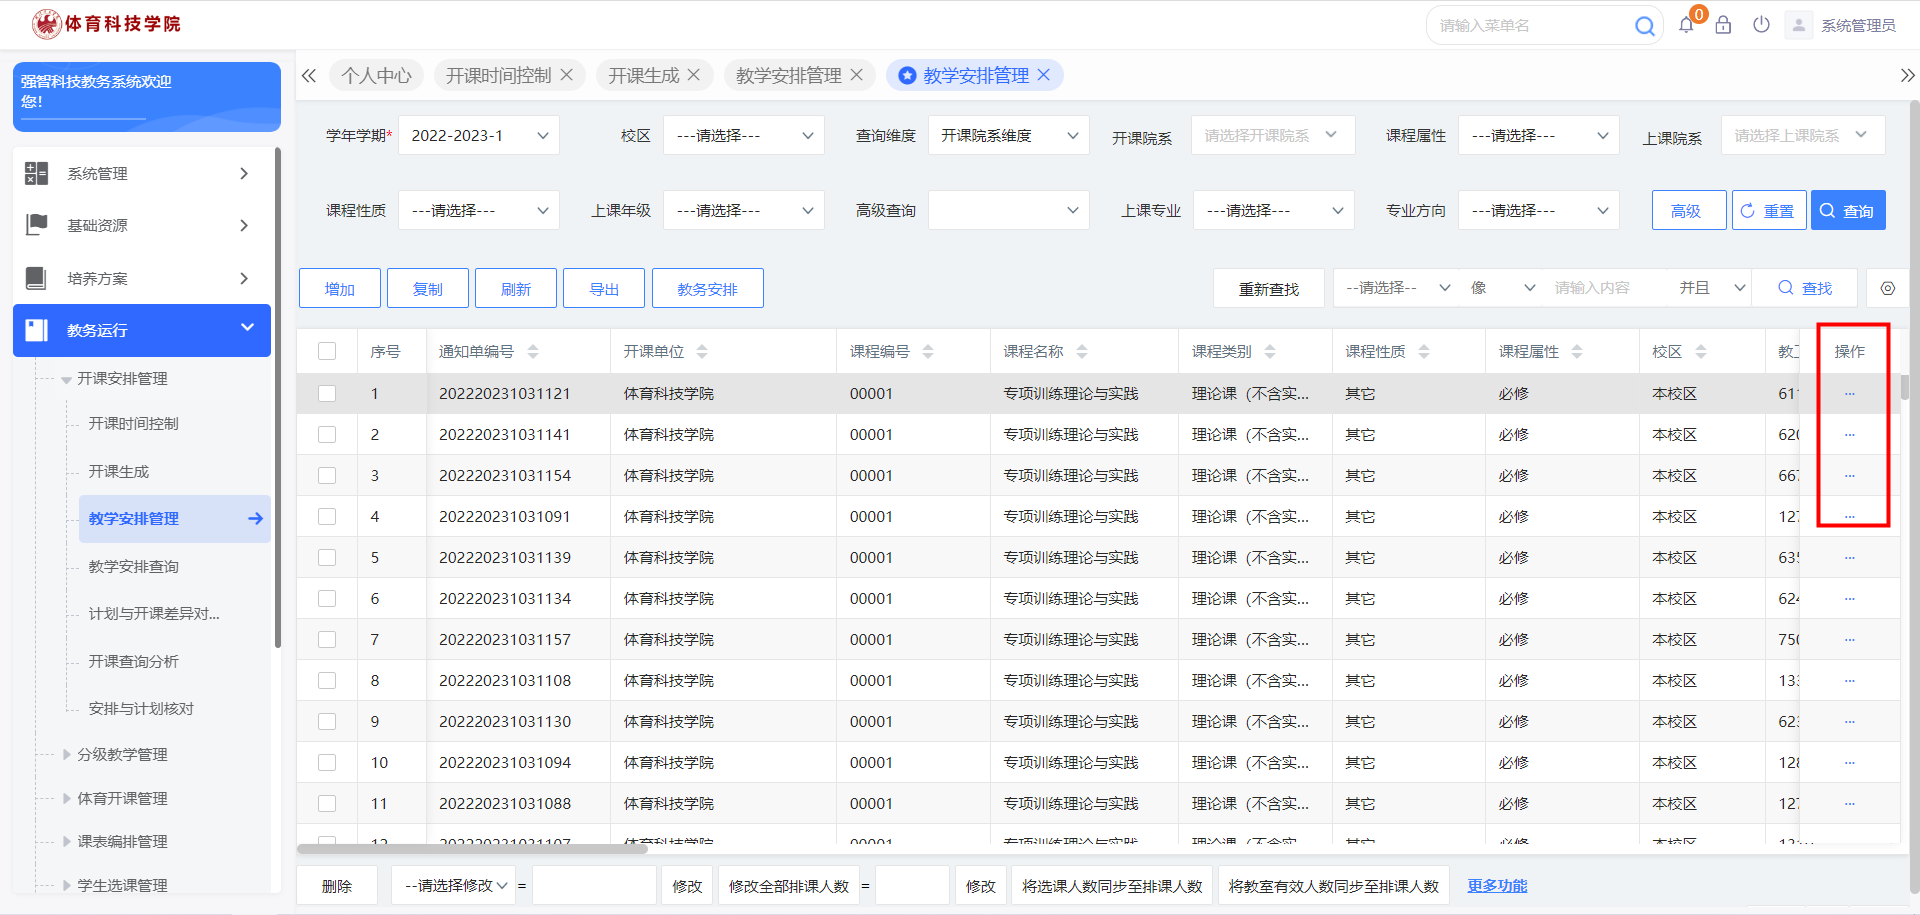 体育科技学院
请输入菜单名
0
系统管理员
强智科技教务系统欢迎
您!
个人中心
开课时间控制
开课生成
教学安排管理
教学安排管理
学年学期* 2022-2023-1
校区 ---请选择---
查询维度 开课院系维度
开课院系 请选择开课院系
课程属性 ---请选择---
上课院系 请选择上课院系
课程性质 ---请选择---
上课年级 ---请选择---
高级查询
上课专业 ---请选择---
专业方向 ---请选择---
高级 重置 查询
增加 复制 刷新 导出 教务安排
重新查找 --请选择-- 像 请输入内容 并且 查找
系统管理
基础资源
培养方案
教务运行
开课安排管理
开课时间控制
开课生成
教学安排管理
教学安排查询
计划与开课差异对...
开课查询分析
安排与计划核对
分级教学管理
体育开课管理
课表编排管理
学生选课管理
序号 通知单编号 开课单位 课程编号 课程名称 课程类别 课程性质 课程属性 校区 操作
1 202220231031121 体育科技学院 00001 专项训练理论与实践 理论课（不含实... 其它 必修 本校区 611 ...
2 202220231031141 体育科技学院 00001 专项训练理论与实践 理论课（不含实... 其它 必修 本校区 620 ...
3 202220231031154 体育科技学院 00001 专项训练理论与实践 理论课（不含实... 其它 必修 本校区 667 ...
4 202220231031091 体育科技学院 00001 专项训练理论与实践 理论课（不含实... 其它 必修 本校区 127 ...
5 202220231031139 体育科技学院 00001 专项训练理论与实践 理论课（不含实... 其它 必修 本校区 635 ...
6 202220231031134 体育科技学院 00001 专项训练理论与实践 理论课（不含实... 其它 必修 本校区 624 ...
7 202220231031157 体育科技学院 00001 专项训练理论与实践 理论课（不含实... 其它 必修 本校区 750 ...
8 202220231031108 体育科技学院 00001 专项训练理论与实践 理论课（不含实... 其它 必修 本校区 133 ...
9 202220231031130 体育科技学院 00001 专项训练理论与实践 理论课（不含实... 其它 必修 本校区 623 ...
10 202220231031094 体育科技学院 00001 专项训练理论与实践 理论课（不含实... 其它 必修 本校区 128 ...
11 202220231031088 体育科技学院 00001 专项训练理论与实践 理论课（不含实... 其它 必修 本校区 127 ...
删除 --请选择修改 = 修改 修改全部排课人数 = 修改 将选课人数同步至排课人数 将教室有效人数同步至排课人数 更多功能